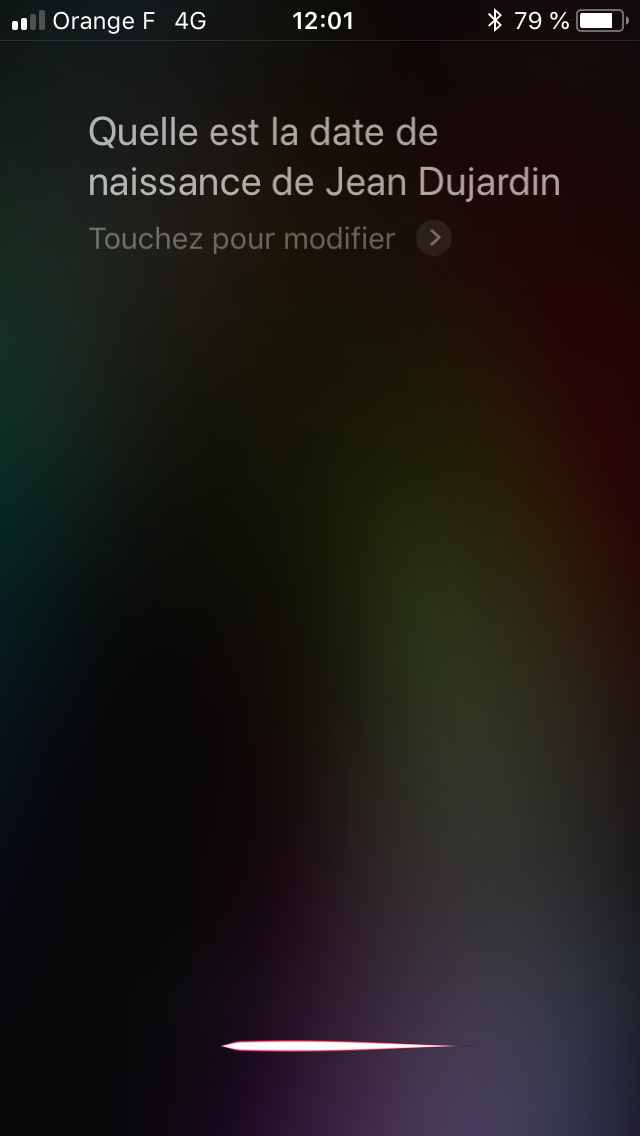 Orange F 4G 12:01 79 %
Quelle est la date de
naissance de Jean Dujardin
Touchez pour modifier